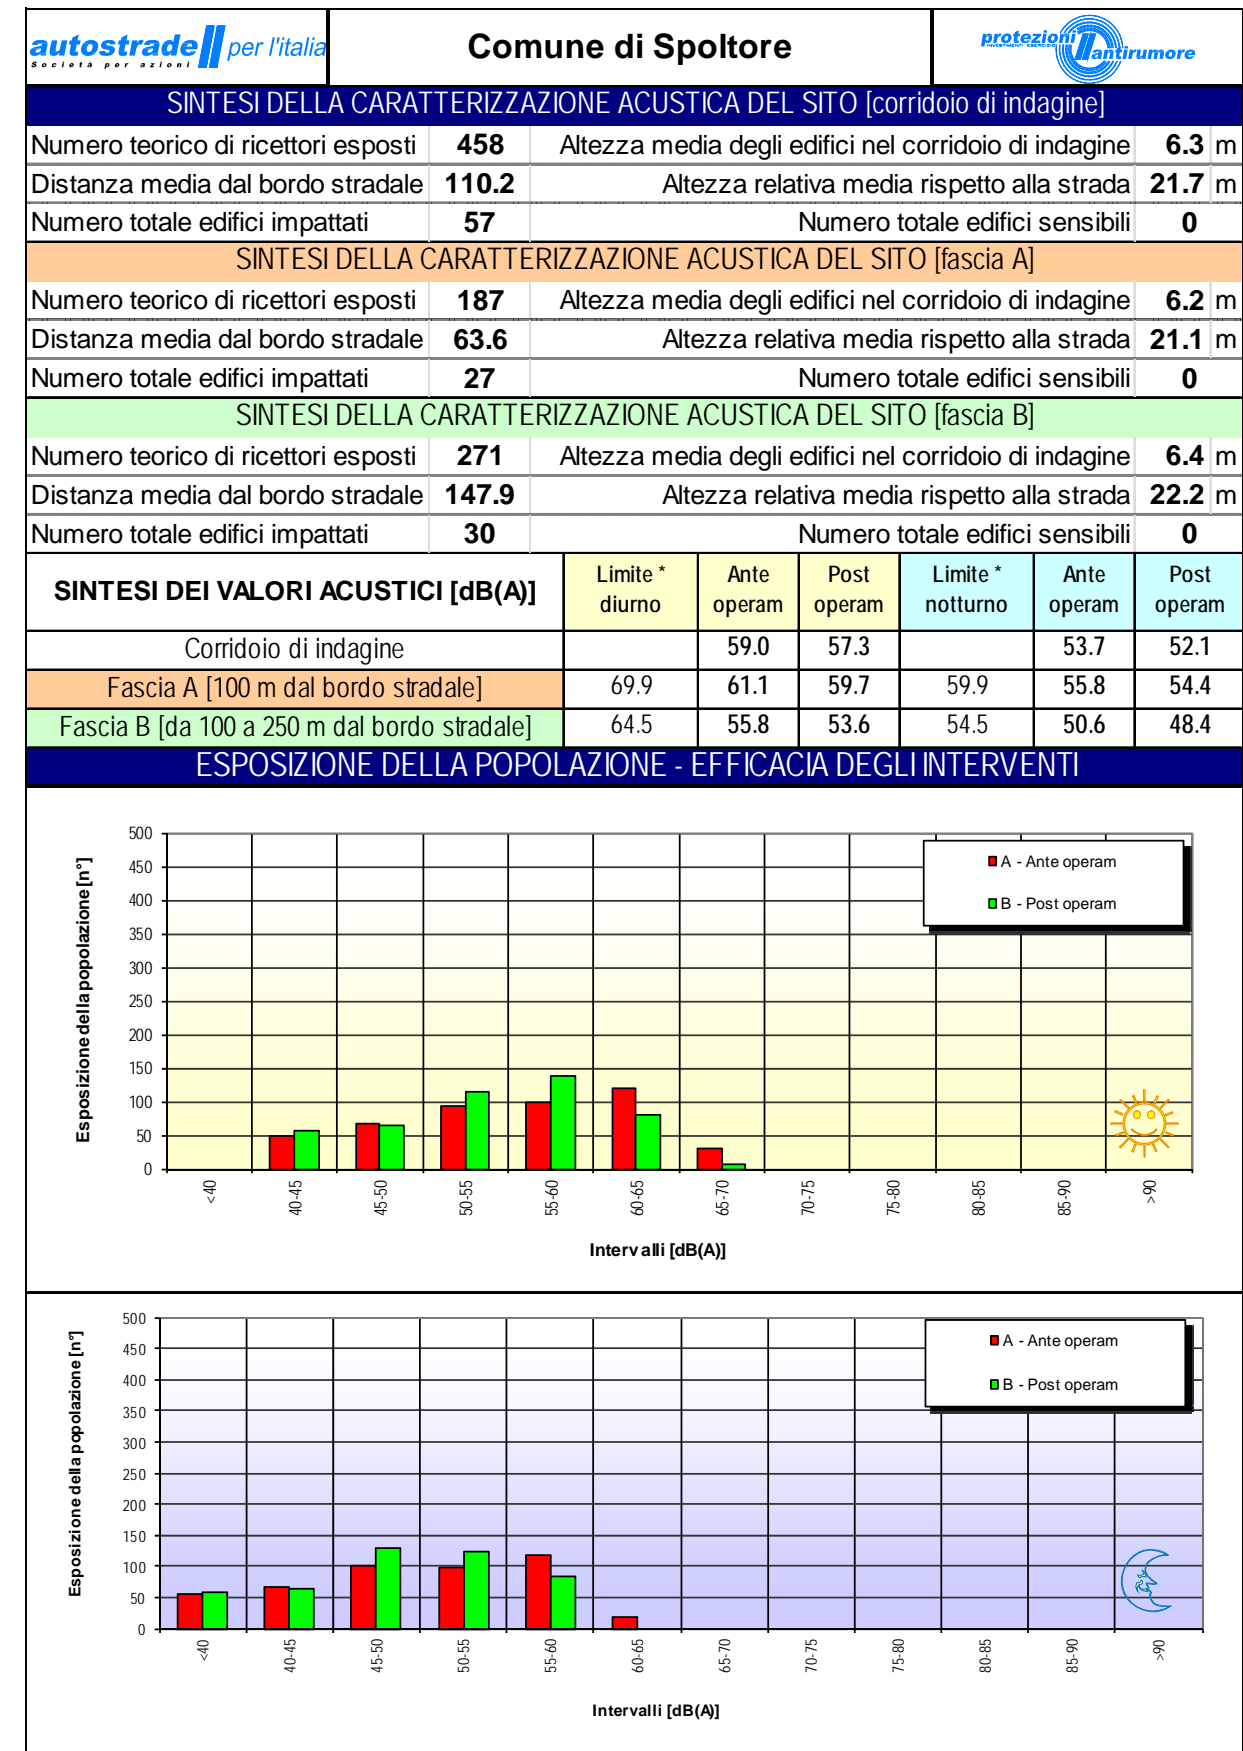 autostrade per l'italia
Società per azioni
Comune di Spoltore
protezioni antirumore
INVESTIMENTI ESERCIZIO
SINTESI DELLA CARATTERIZZAZIONE ACUSTICA DEL SITO [corridoio di indagine]
Numero teorico di ricettori esposti 458 Altezza media degli edifici nel corridoio di indagine 6.3 m
Distanza media dal bordo stradale 110.2 Altezza relativa media rispetto alla strada 21.7 m
Numero totale edifici impattati 57 Numero totale edifici sensibili 0
SINTESI DELLA CARATTERIZZAZIONE ACUSTICA DEL SITO [fascia A]
Numero teorico di ricettori esposti 187 Altezza media degli edifici nel corridoio di indagine 6.2 m
Distanza media dal bordo stradale 63.6 Altezza relativa media rispetto alla strada 21.1 m
Numero totale edifici impattati 27 Numero totale edifici sensibili 0
SINTESI DELLA CARATTERIZZAZIONE ACUSTICA DEL SITO [fascia B]
Numero teorico di ricettori esposti 271 Altezza media degli edifici nel corridoio di indagine 6.4 m
Distanza media dal bordo stradale 147.9 Altezza relativa media rispetto alla strada 22.2 m
Numero totale edifici impattati 30 Numero totale edifici sensibili 0
SINTESI DEI VALORI ACUSTICI [dB(A)] Limite * diurno Ante operam Post operam Limite * notturno Ante operam Post operam
Corridoio di indagine 59.0 57.3 53.7 52.1
Fascia A [100 m dal bordo stradale] 69.9 61.1 59.7 59.9 55.8 54.4
Fascia B [da 100 a 250 m dal bordo stradale] 64.5 55.8 53.6 54.5 50.6 48.4
ESPOSIZIONE DELLA POPOLAZIONE - EFFICACIA DEGLI INTERVENTI
Esposizione della popolazione [n°]
500
450
400
350
300
250
200
150
100
50
0
A - Ante operam
B - Post operam
<40 40-45 45-50 50-55 55-60 60-65 65-70 70-75 75-80 80-85 85-90 >90
Intervalli [dB(A)]
Esposizione della popolazione [n°]
500
450
400
350
300
250
200
150
100
50
0
A - Ante operam
B - Post operam
<40 40-45 45-50 50-55 55-60 60-65 65-70 70-75 75-80 80-85 85-90 >90
Intervalli [dB(A)]